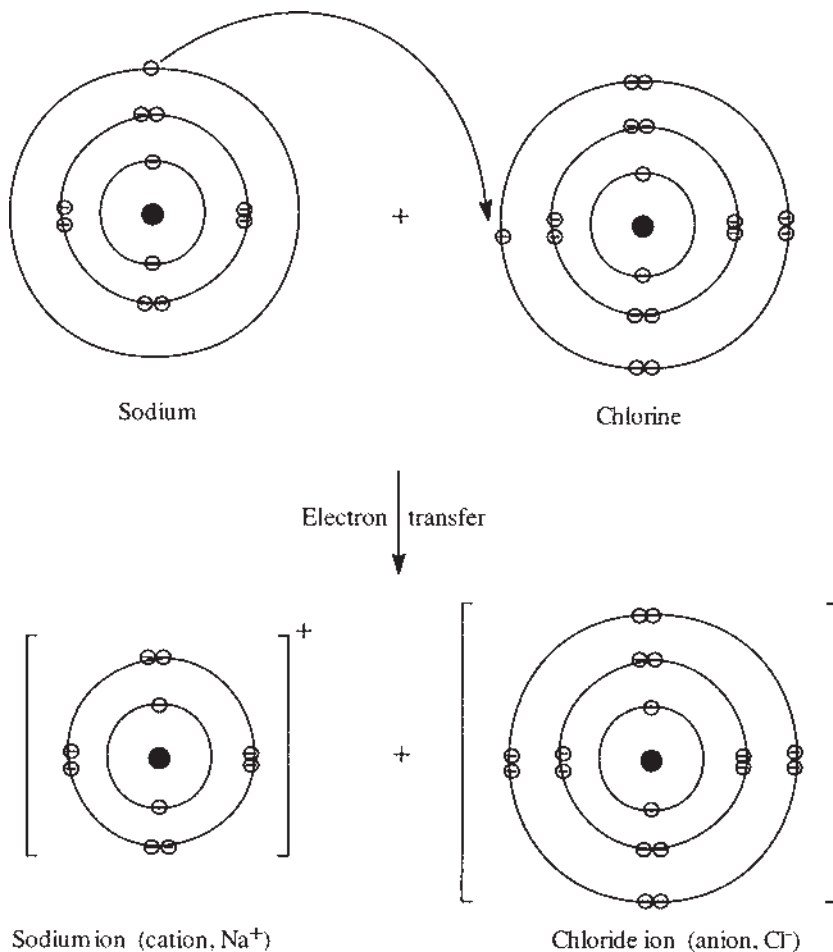 +
Sodium
Chlorine
Electron transfer
+
+
Sodium ion (cation, Na⁺)
Chloride ion (anion, Cl⁻)